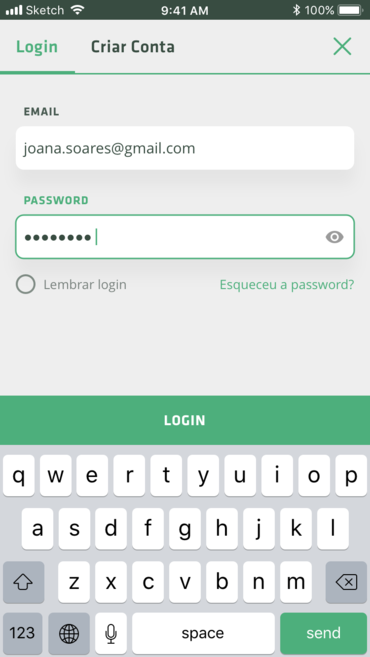 Sketch 9:41 AM 100%
Login Criar Conta
EMAIL
joana.soares@gmail.com
PASSWORD
••••••••
Lembrar login Esqueceu a password?
LOGIN
q w e r t y u i o p
a s d f g h j k l
z x c v b n m
123 space send